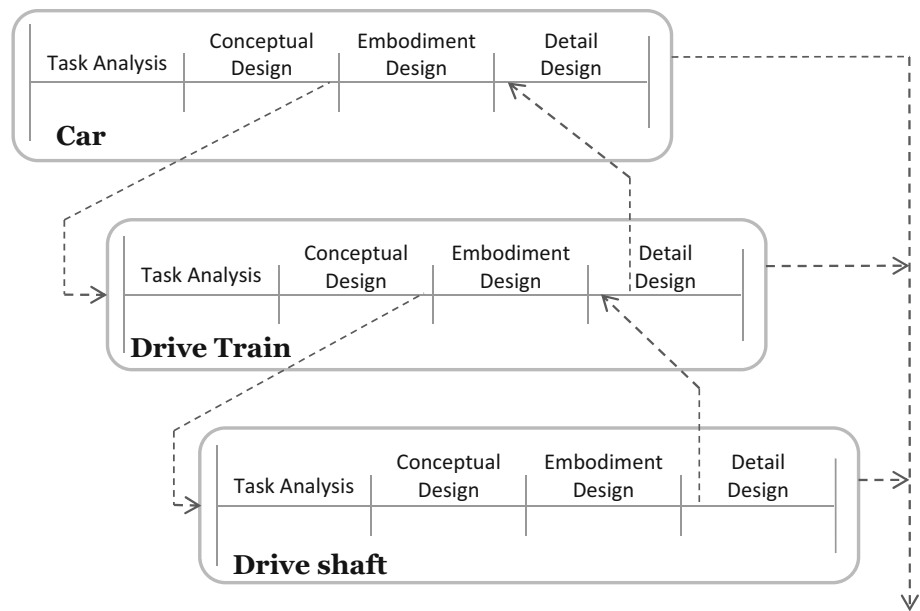 Task Analysis
Conceptual
Design
Embodiment
Design
Detail
Design
Car
Task Analysis
Conceptual
Design
Embodiment
Design
Detail
Design
Drive Train
Task Analysis
Conceptual
Design
Embodiment
Design
Detail
Design
Drive shaft